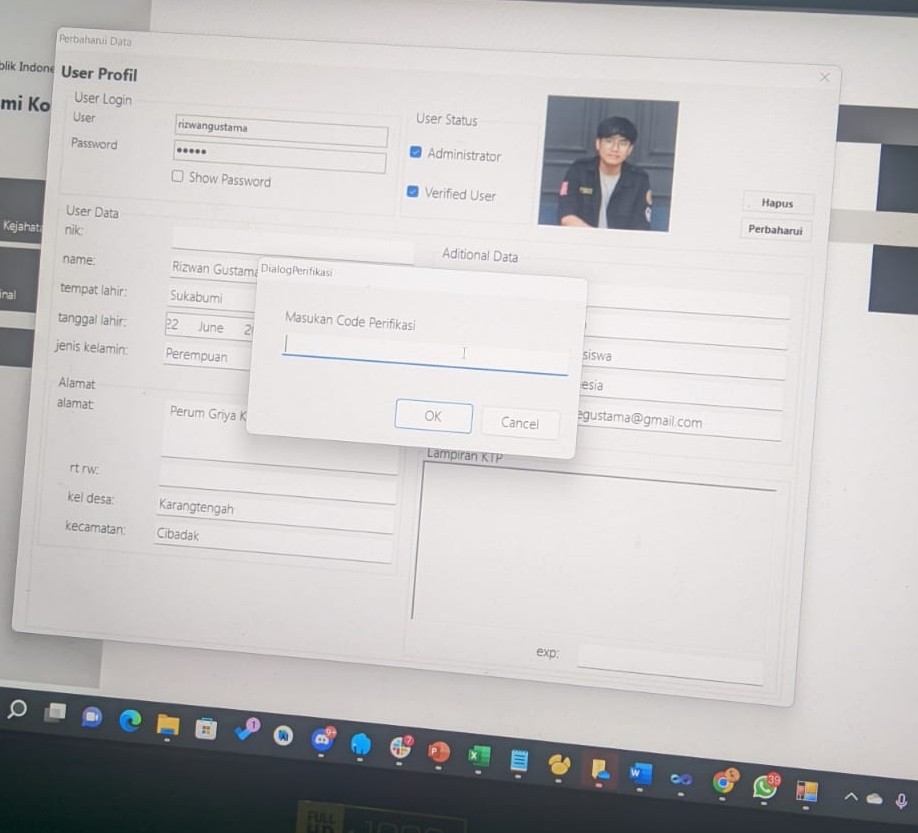 Perbaharui Data
blik Indone
User Profil
mi Ko
User Login
User
rizwangustama
Password
•••••
Show Password
User Status
Administrator
Verified User
Hapus
Perbaharui
Kejahat
inal
User Data
nik:
name:
Rizwan Gustama
tempat lahir:
Sukabumi
tanggal lahir:
22 June 2
jenis kelamin:
Perempuan
Aditional Data
siswa
esia
egustama@gmail.com
DialogPerifikasi
Masukan Code Perifikasi
OK
Cancel
Alamat
alamat:
Perum Griya K
rt rw:
kel desa:
Karangtengah
kecamatan:
Cibadak
Lampiran KTP
exp:
1
9+
7
39
FULL
HD